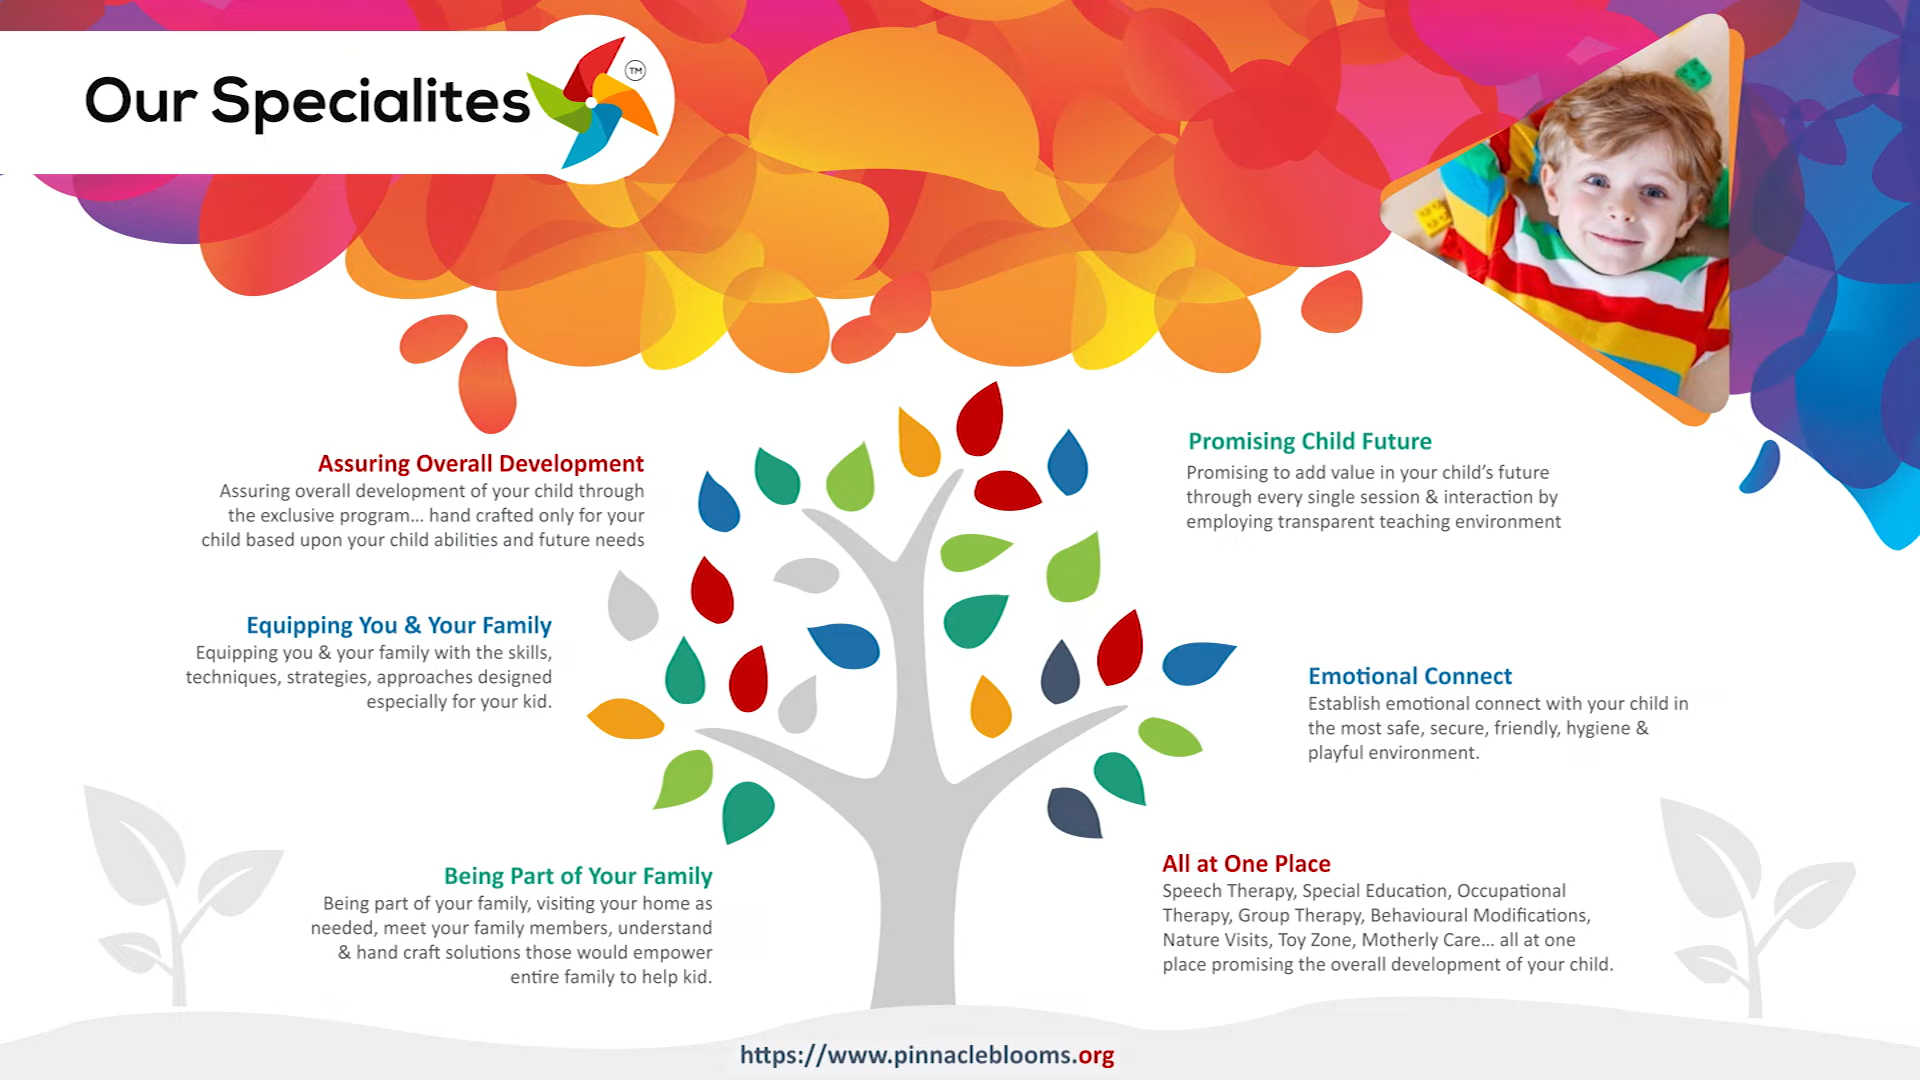 Our Specialites
TM
Assuring Overall Development
Assuring overall development of your child through
the exclusive program... hand crafted only for your
child based upon your child abilities and future needs
Equipping You & Your Family
Equipping you & your family with the skills,
techniques, strategies, approaches designed
especially for your kid.
Being Part of Your Family
Being part of your family, visiting your home as
needed, meet your family members, understand
& hand craft solutions those would empower
entire family to help kid.
Promising Child Future
Promising to add value in your child’s future
through every single session & interaction by
employing transparent teaching environment
Emotional Connect
Establish emotional connect with your child in
the most safe, secure, friendly, hygiene &
playful environment.
All at One Place
Speech Therapy, Special Education, Occupational
Therapy, Group Therapy, Behavioural Modifications,
Nature Visits, Toy Zone, Motherly Care... all at one
place promising the overall development of your child.
https://www.pinnacleblooms.org